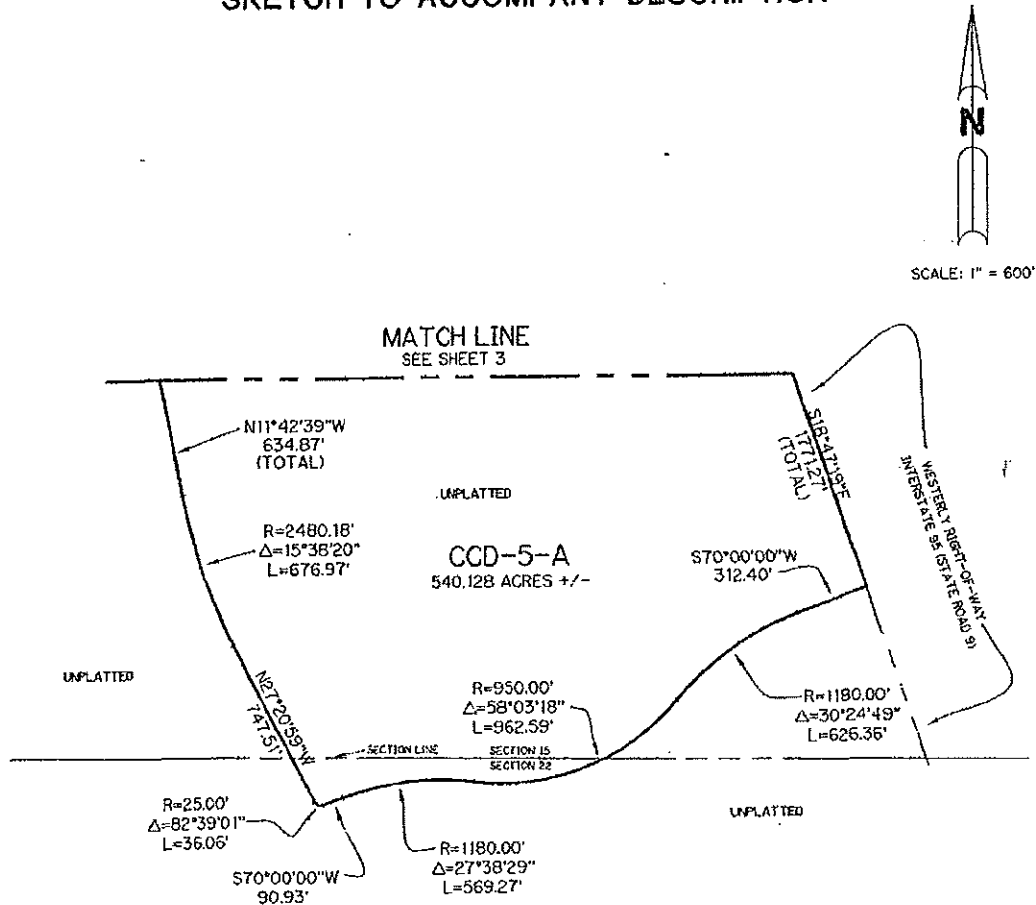 SKETCH TO ACCOMPANY DESCRIPTION
N
SCALE: 1" = 600'
MATCH LINE
SEE SHEET 3
N11°42'39"W
634.87'
(TOTAL)
S18°47'19"E
1771.27'
(TOTAL)
WESTERLY RIGHT-OF-WAY
INTERSTATE 95 (STATE ROAD 9)
UNPLATTED
R=2480.18'
Δ=15°38'20"
L=676.97'
CCD-5-A
540.128 ACRES +/-
S70°00'00"W
312.40'
UNPLATTED
N27°20'59"W
747.51'
R=950.00'
Δ=58°03'18"
L=962.59'
R=1180.00'
Δ=30°24'49"
L=626.36'
SECTION LINE
SECTION 15
SECTION 22
R=25.00'
Δ=82°39'01"
L=36.06'
UNPLATTED
R=1180.00'
Δ=27°38'29"
L=569.27'
S70°00'00"W
90.93'